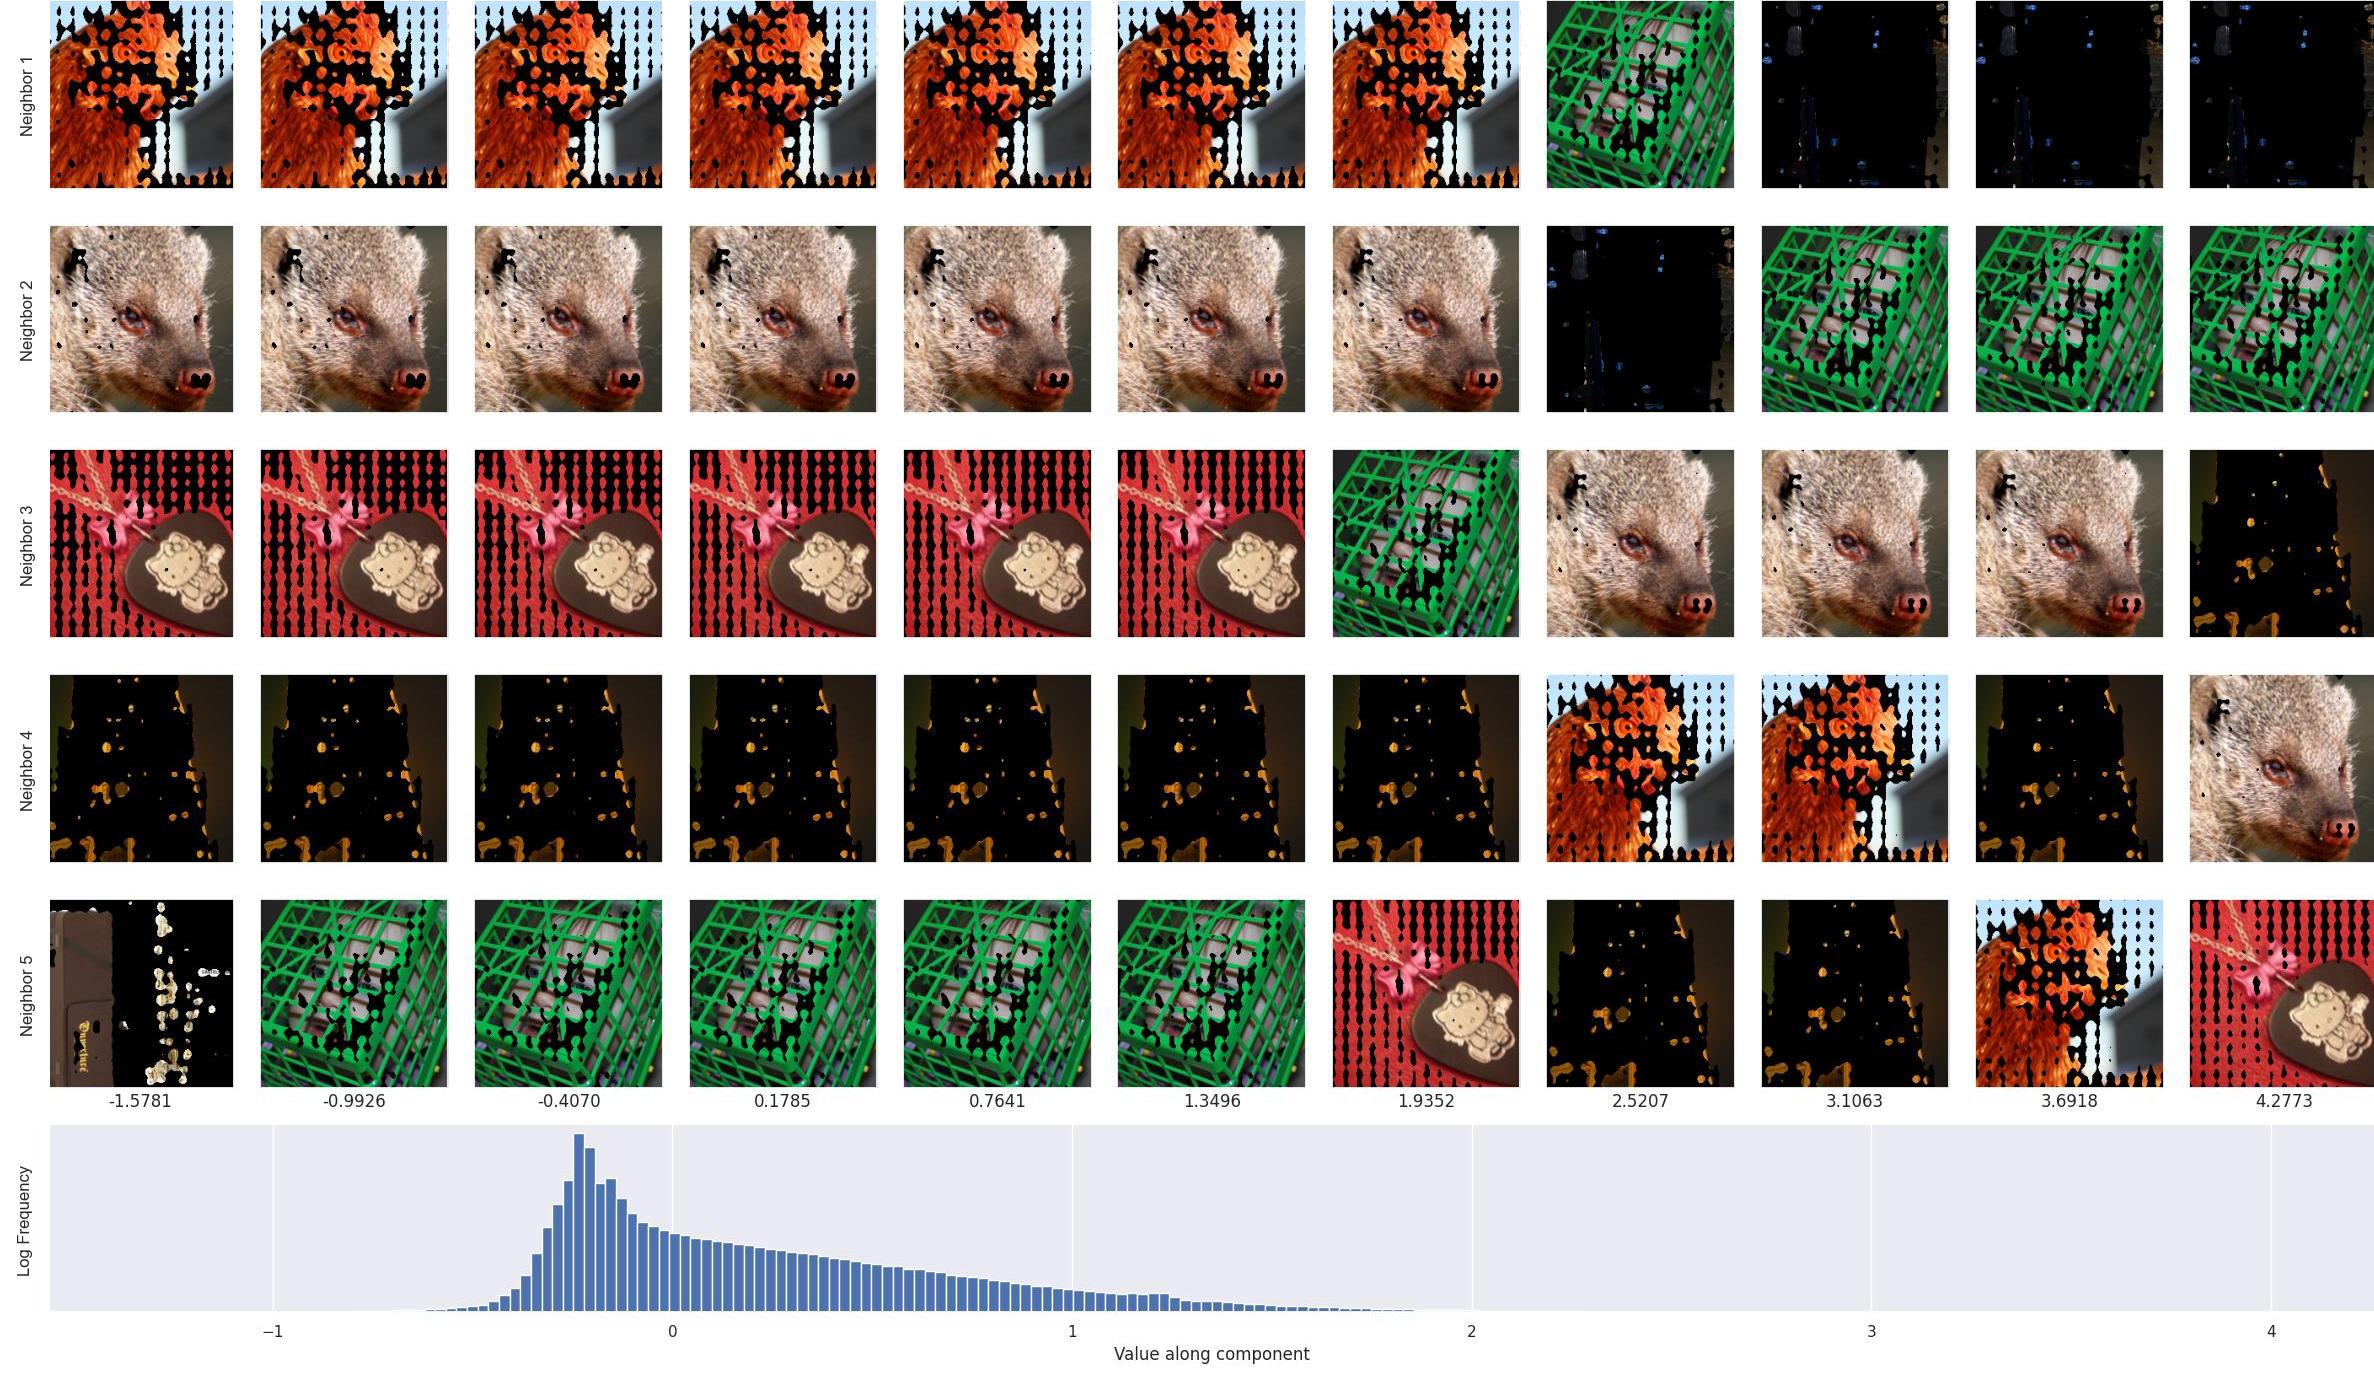 Neighbor 1
Neighbor 2
Neighbor 3
Neighbor 4
Neighbor 5
-1.5781 -0.9926 -0.4070 0.1785 0.7641 1.3496 1.9352 2.5207 3.1063 3.6918 4.2773
Log Frequency
−1 0 1 2 3 4
Value along component